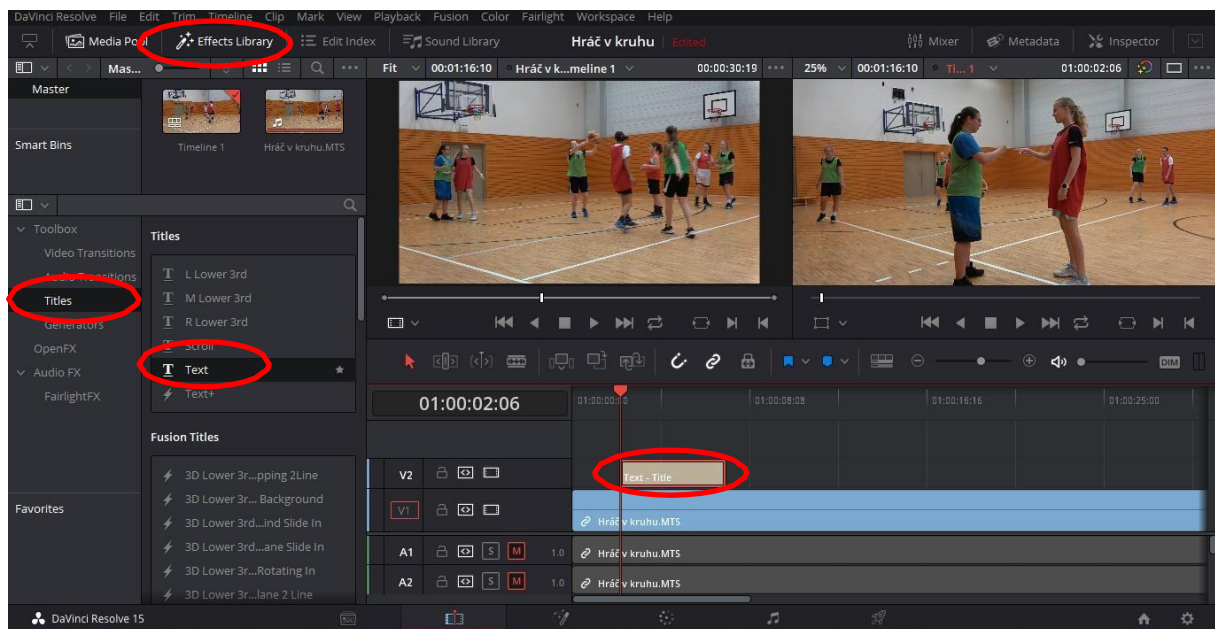 DaVinci Resolve File Edit Trim Timeline Clip Mark View Playback Fusion Color Fairlight Workspace Help
Media Pool Effects Library Edit Index Sound Library Hráč v kruhu Edited Mixer Metadata Inspector
Mas... Fit 00:01:16:10 Hráč v k...meline 1 00:00:30:19 25% 00:01:16:10 Ti... 1 01:00:02:06
Master
Timeline 1 Hráč v kruhu.MTS
Smart Bins
Toolbox
Video Transitions
Audio Transitions
Titles
Generators
OpenFX
Audio FX
FairlightFX
Favorites
Titles
L Lower 3rd
M Lower 3rd
R Lower 3rd
Scroll
Text
Text+
Fusion Titles
3D Lower 3r...pping 2Line
3D Lower 3r... Background
3D Lower 3rd...ind Slide In
3D Lower 3rd...ane Slide In
3D Lower 3r...Rotating In
3D Lower 3r...lane 2 Line
DIM
01:00:02:06 01:00:08:08 01:00:16:16 01:00:25:00
V2 Text - Title
V1 Hráč v kruhu.MTS
A1 S M 1.0 Hráč v kruhu.MTS
A2 S M 1.0 Hráč v kruhu.MTS
DaVinci Resolve 15